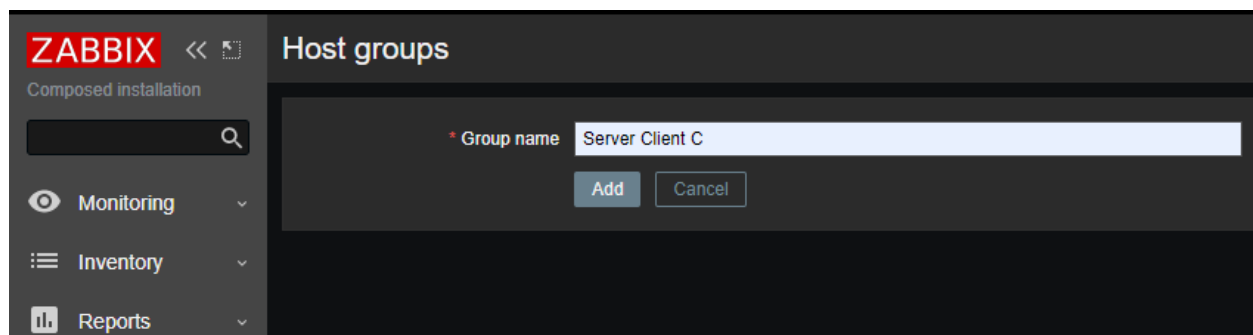 ZABBIX
Composed installation
Monitoring
Inventory
Reports
Host groups
* Group name Server Client C
Add Cancel